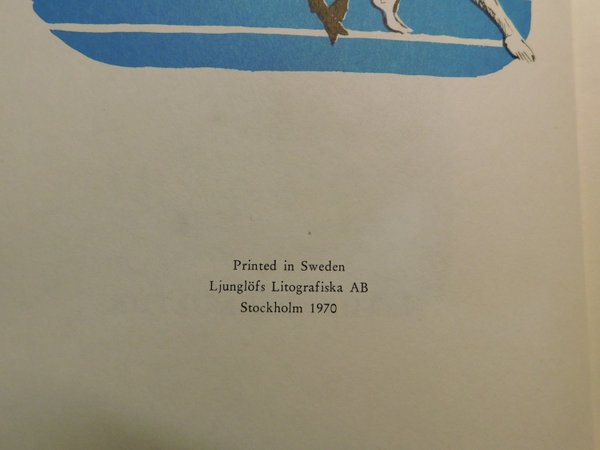 Printed in Sweden
Ljunglöfs Litografiska AB
Stockholm 1970